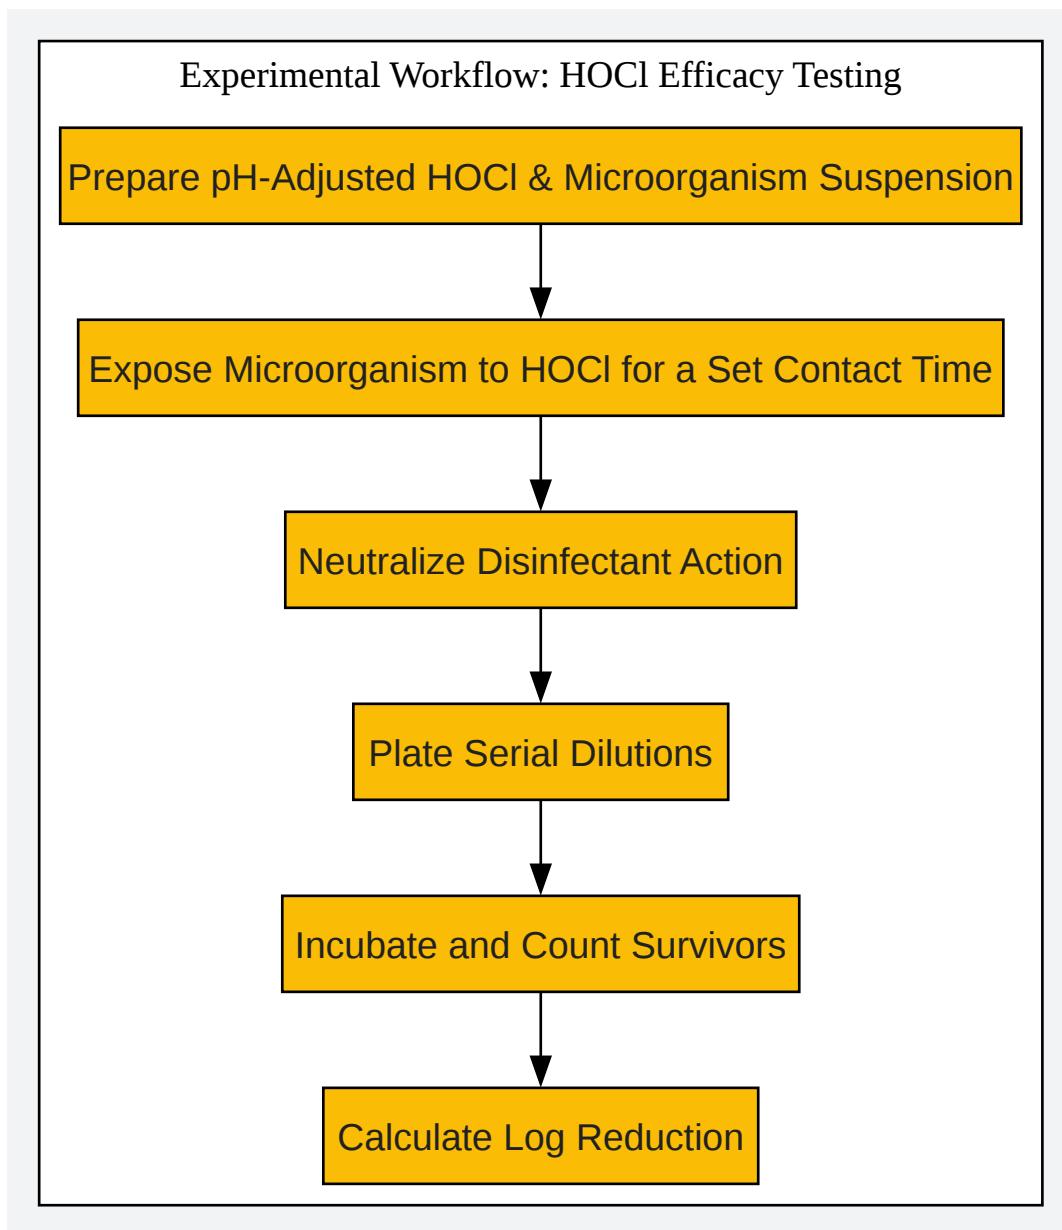 Experimental Workflow: HOCl Efficacy Testing
Prepare pH-Adjusted HOCl & Microorganism Suspension
Expose Microorganism to HOCl for a Set Contact Time
Neutralize Disinfectant Action
Plate Serial Dilutions
Incubate and Count Survivors
Calculate Log Reduction